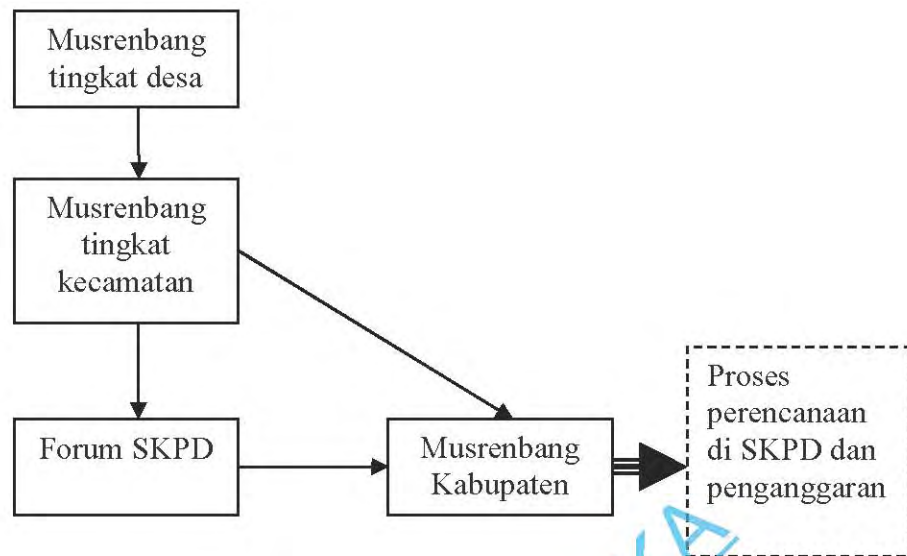 Musrenbang
tingkat desa
Musrenbang
tingkat
kecamatan
Forum SKPD
Musrenbang
Kabupaten
Proses
perencanaan
di SKPD dan
penganggaran